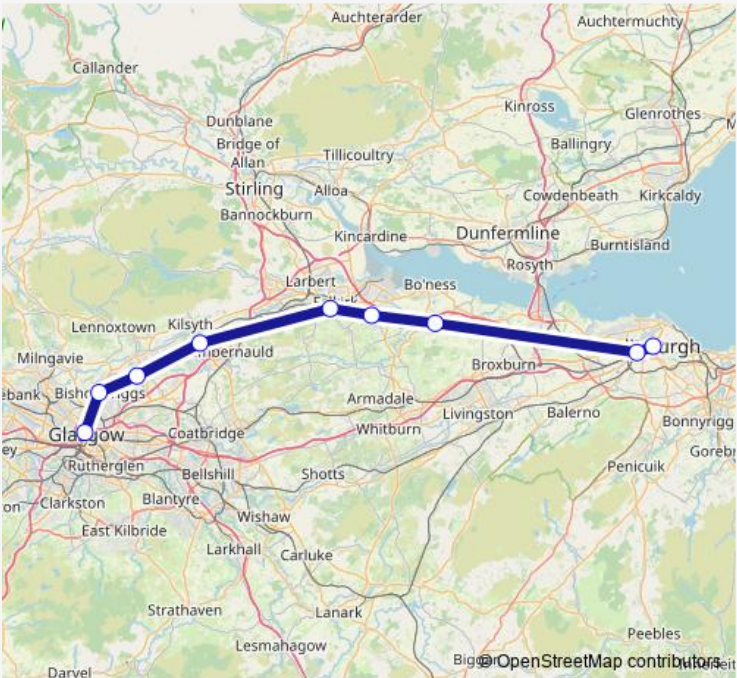 Auchterarder
Auchtermuchty
Callander
Kinross
Glenrothes
Dunblane
Bridge of
Allan
Tillicoultry
Ballingry
Stirling
Alloa
Cowdenbeath
Kirkcaldy
Bannockburn
Kincardine
Dunfermline
Burntisland
Rosyth
Larbert
Bo'ness
Lennoxtown
Kilsyth
Milngavie
Broxburn
Armadale
Livingston
Balerno
Bonnyrigg
Glasgow
Coatbridge
Whitburn
Rutherglen
Bellshill
Shotts
Penicuik
Clarkston
Blantyre
Wishaw
East Kilbride
Larkhall
Carluke
Strathaven
Lanark
Peebles
Lesmahagow
Darvel
© OpenStreetMap contributors